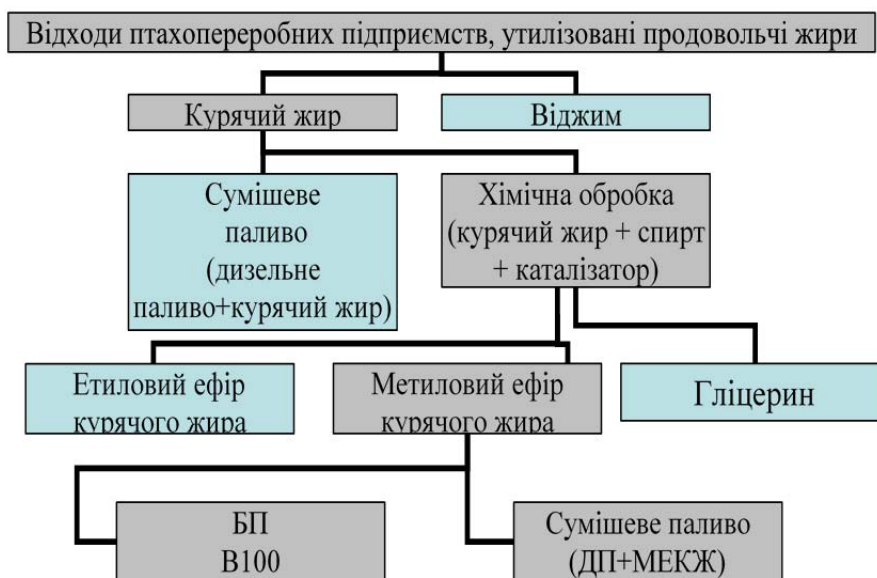 Відходи птахопереробних підприємств, утилізовані продовольчі жири
Курячий жир
Віджим
Сумішеве
паливо
(дизельне
паливо+курячий жир)
Хімічна обробка
(курячий жир + спирт
+ каталізатор)
Етиловий ефір
курячого жира
Метиловий ефір
курячого жира
Гліцерин
БП
В100
Сумішеве паливо
(ДП+МЕКЖ)